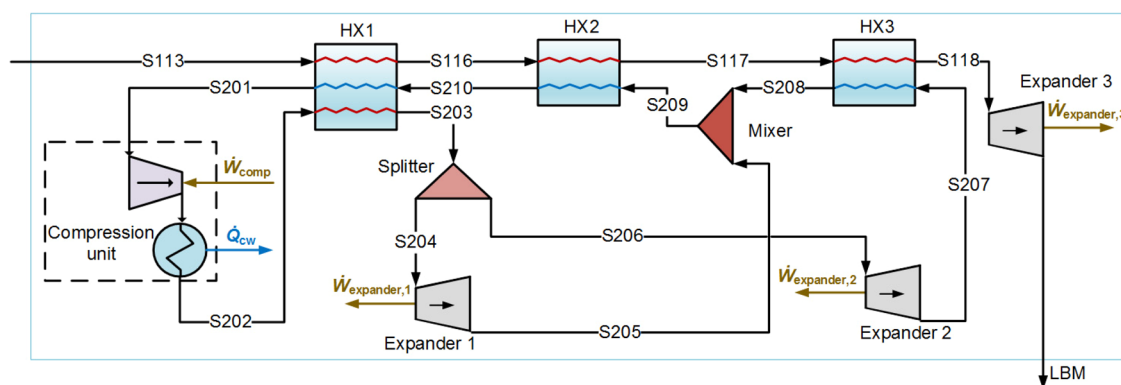 HX1
HX2
HX3
S113
S116
S117
S118
Expander 3
S201
S210
S209
S208
Ẇexpander,3
S203
Mixer
Splitter
Ẇcomp
S207
Compression
unit
Q̇cw
S204
S206
Ẇexpander,1
Ẇexpander,2
S202
S205
Expander 1
Expander 2
LBM